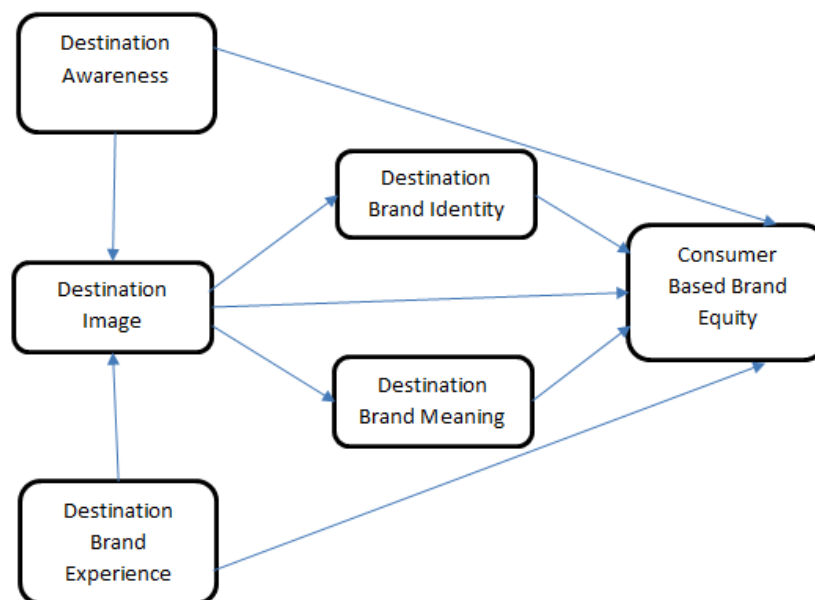 Destination
Awareness
Destination
Brand Identity
Consumer
Based Brand
Equity
Destination
Image
Destination
Brand Meaning
Destination
Brand
Experience